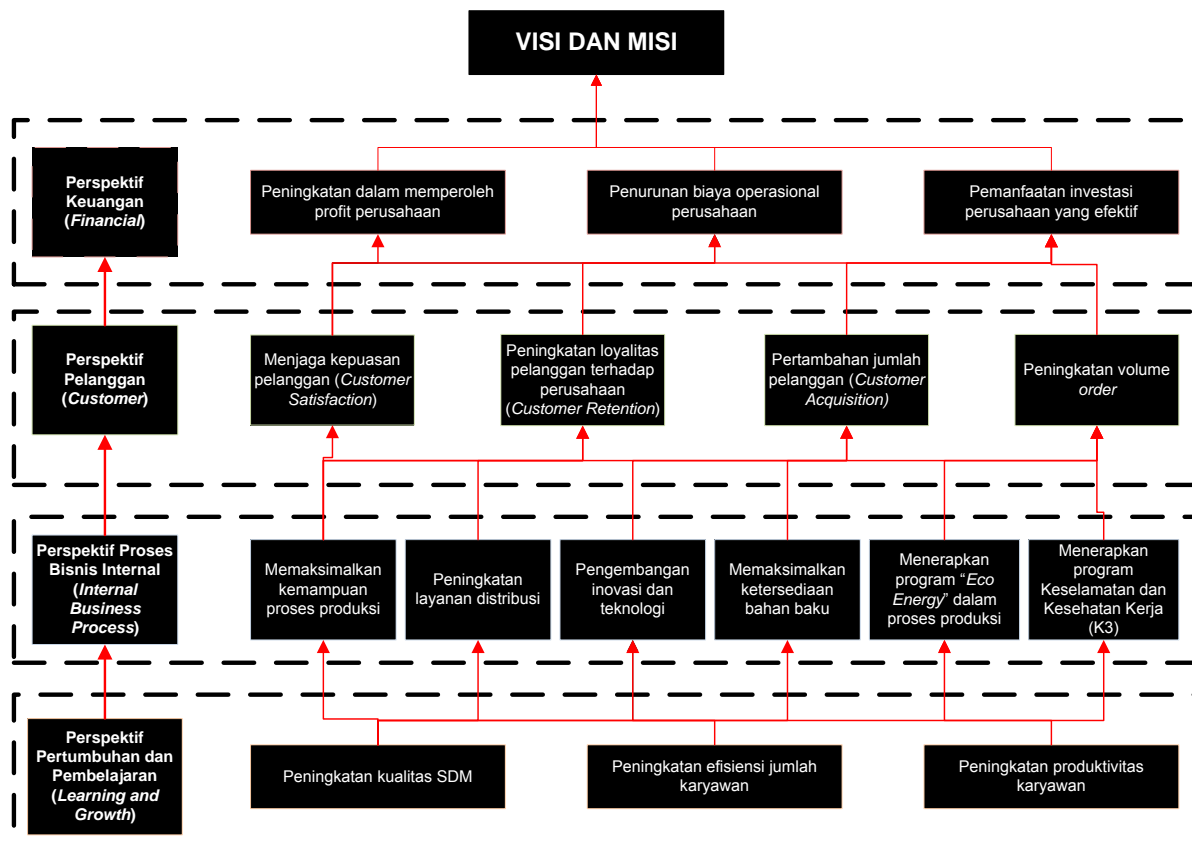 VISI DAN MISI
Perspektif
Keuangan
(Financial)
Peningkatan dalam memperoleh
profit perusahaan
Penurunan biaya operasional
perusahaan
Pemanfaatan investasi
perusahaan yang efektif
Perspektif
Pelanggan
(Customer)
Menjaga kepuasan
pelanggan (Customer
Satisfaction)
Peningkatan loyalitas
pelanggan terhadap
perusahaan
(Customer Retention)
Pertambahan jumlah
pelanggan (Customer
Acquisition)
Peningkatan volume
order
Perspektif Proses
Bisnis Internal
(Internal
Business
Process)
Memaksimalkan
kemampuan
proses produksi
Peningkatan
layanan distribusi
Pengembangan
inovasi dan
teknologi
Memaksimalkan
ketersediaan
bahan baku
Menerapkan
program “Eco
Energy” dalam
proses produksi
Menerapkan
program
Keselamatan dan
Kesehatan Kerja
(K3)
Perspektif
Pertumbuhan dan
Pembelajaran
(Learning and
Growth)
Peningkatan kualitas SDM
Peningkatan efisiensi jumlah
karyawan
Peningkatan produktivitas
karyawan